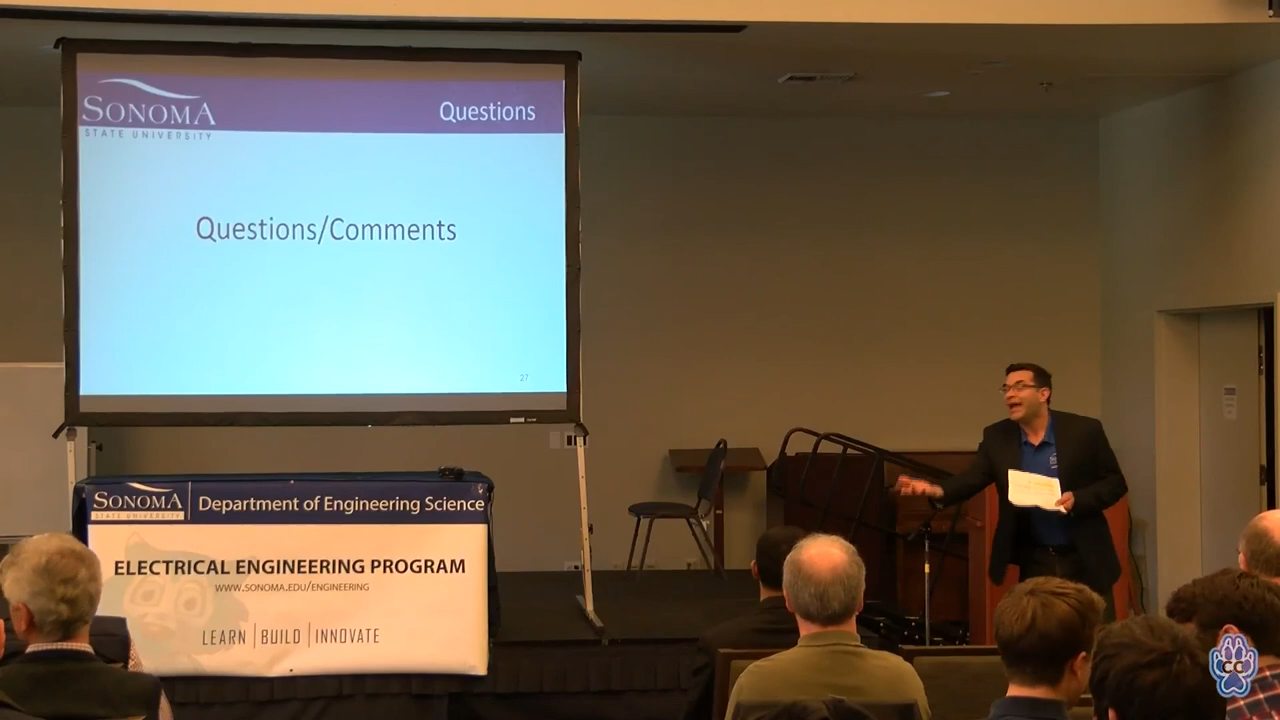 SONOMA
STATE UNIVERSITY
Questions
Questions/Comments
27
SONOMA
STATE UNIVERSITY
Department of Engineering Science
ELECTRICAL ENGINEERING PROGRAM
WWW.SONOMA.EDU/ENGINEERING
LEARN | BUILD | INNOVATE
CC